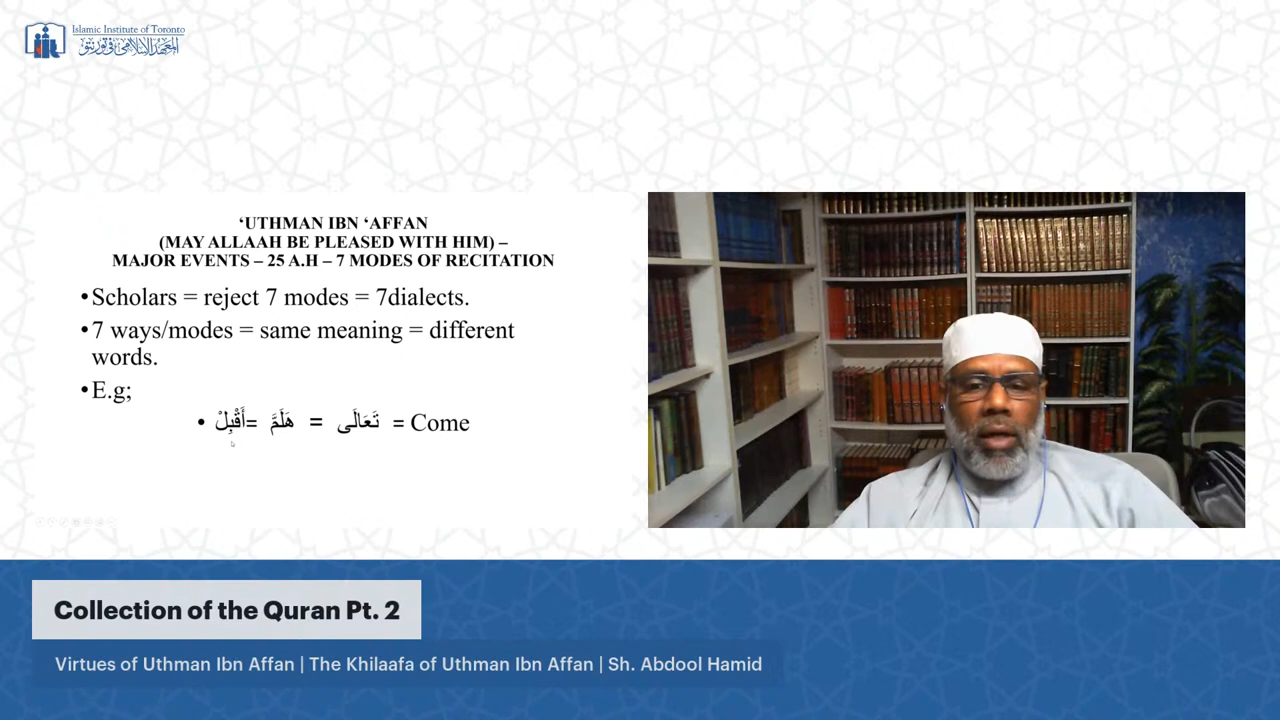 Islamic Institute of Toronto
المعهد الإسلامي في تورنتو
‘UTHMAN IBN ‘AFFAN
(MAY ALLAAH BE PLEASED WITH HIM) –
MAJOR EVENTS – 25 A.H – 7 MODES OF RECITATION
•Scholars = reject 7 modes = 7dialects.
•7 ways/modes = same meaning = different
words.
•E.g;
• أَقْبِلْ= هَلَمَّ = تَعَالَى = Come
Collection of the Quran Pt. 2
Virtues of Uthman Ibn Affan | The Khilaafa of Uthman Ibn Affan | Sh. Abdool Hamid